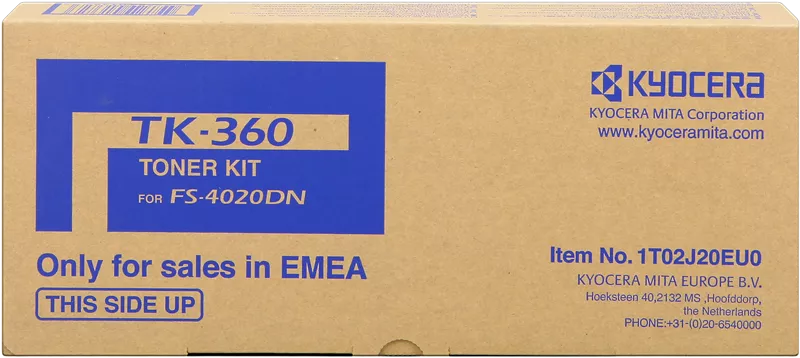 TK-360
TONER KIT
FOR FS-4020DN
Only for sales in EMEA
THIS SIDE UP
KYOCERA
KYOCERA MITA Corporation
www.kyoceramita.com
Item No. 1T02J20EU0
KYOCERA MITA EUROPE B.V.
Hoeksteen 40,2132 MS ,Hoofddorp,
the Netherlands
PHONE:+31-(0)20-6540000